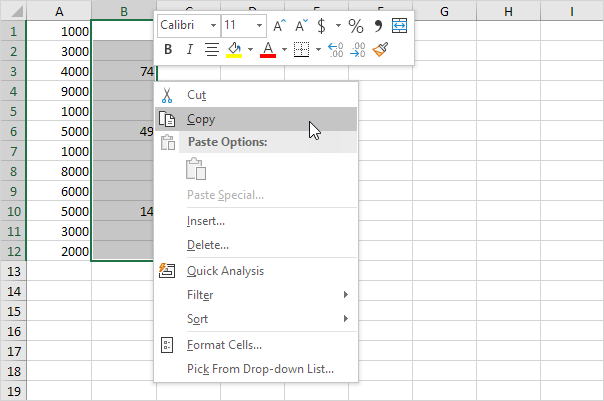 Calibri 11 A A $ % ,
B I A .00 .0
A B C D E F G H I
1 1000
2 3000
3 4000 74
4 9000
5 1000
6 5000 49
7 1000
8 8000
9 6000
10 5000 14
11 3000
12 2000
13
14
15
16
17
18
19
Cut
Copy
Paste Options:
Paste Special...
Insert...
Delete...
Quick Analysis
Filter
Sort
Format Cells...
Pick From Drop-down List...